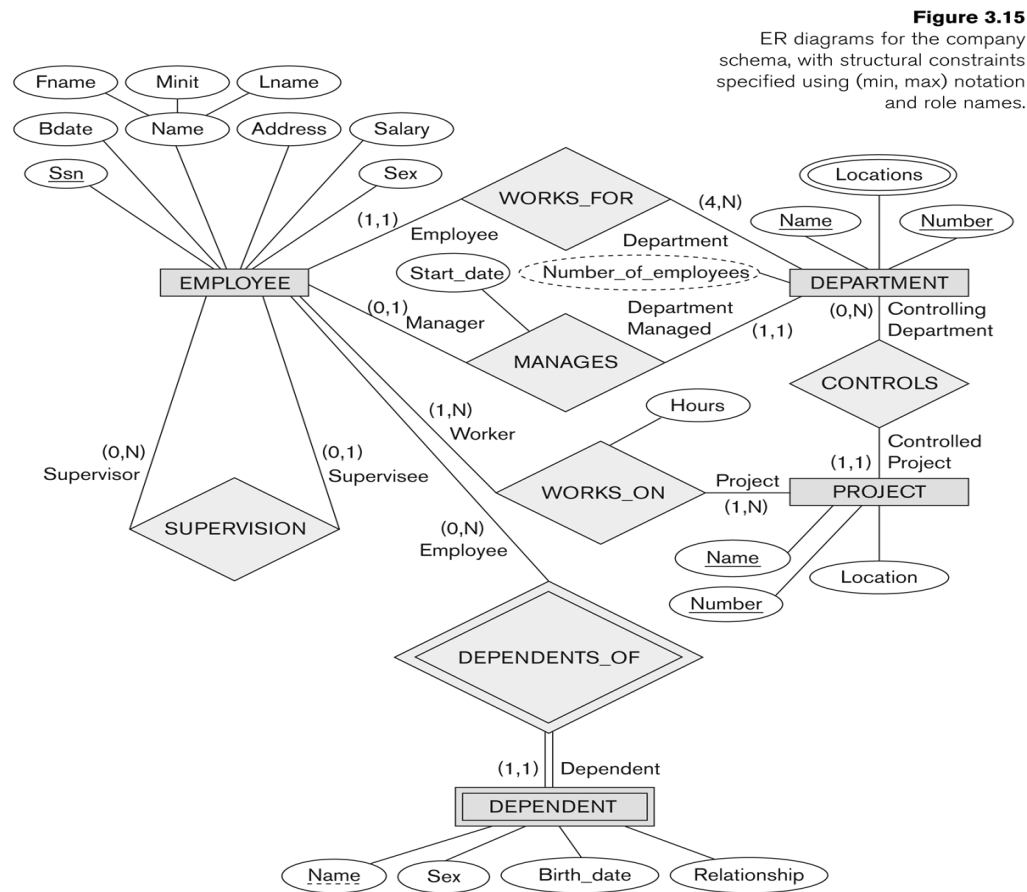 Figure 3.15
ER diagrams for the company
schema, with structural constraints
specified using (min, max) notation
and role names.
Fname
Minit
Lname
Bdate
Name
Address
Salary
Ssn
Sex
WORKS_FOR
Locations
(1,1)
Employee
(4,N)
Department
Name
Number
EMPLOYEE
Start_date
Number_of_employees
DEPARTMENT
(0,1)
Manager
MANAGES
Department
Managed
(1,1)
(0,N)
Controlling
Department
CONTROLS
(1,N)
Worker
Hours
(0,N)
Supervisor
(0,1)
Supervisee
SUPERVISION
WORKS_ON
Project
(1,N)
Controlled
Project
(1,1)
PROJECT
(0,N)
Employee
Name
Number
Location
DEPENDENTS_OF
(1,1)
Dependent
DEPENDENT
Name
Sex
Birth_date
Relationship